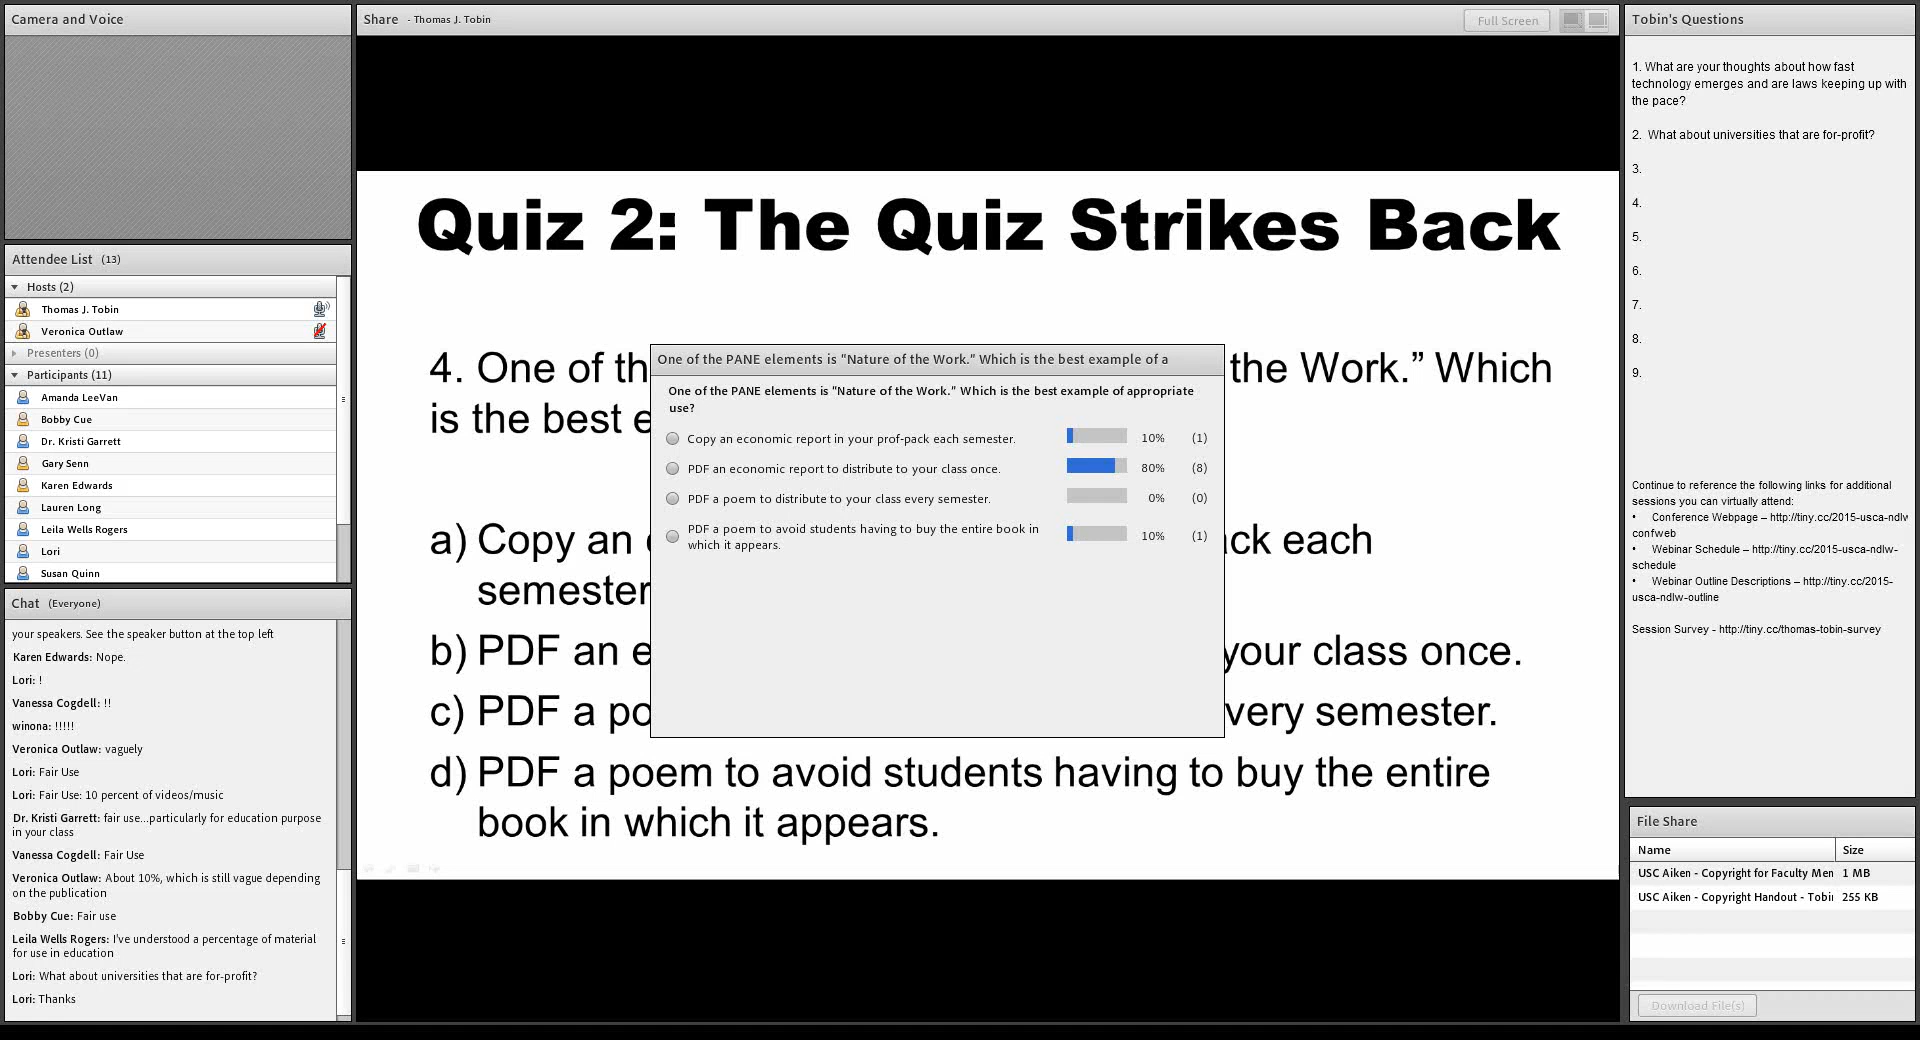 Camera and Voice
Attendee List (13)
Hosts (2)
Thomas J. Tobin
Veronica Outlaw
Presenters (0)
Participants (11)
Amanda LeeVan
Bobby Cue
Dr. Kristi Garrett
Gary Senn
Karen Edwards
Lauren Long
Leila Wells Rogers
Lori
Susan Quinn
Chat (Everyone)
your speakers. See the speaker button at the top left
Karen Edwards: Nope.
Lori: !
Vanessa Cogdell: !!
winona: !!!!!
Veronica Outlaw: vaguely
Lori: Fair Use
Lori: Fair Use: 10 percent of videos/music
Dr. Kristi Garrett: fair use...particularly for education purpose
in your class
Vanessa Cogdell: Fair Use
Veronica Outlaw: About 10%, which is still vague depending
on the publication
Bobby Cue: Fair use
Leila Wells Rogers: I've understood a percentage of material
for use in education
Lori: What about universities that are for-profit?
Lori: Thanks
Share - Thomas J. Tobin
Full Screen
Quiz 2: The Quiz Strikes Back
4. One of th the Work.” Which
is the best e
a) Copy an ck each
semester
b) PDF an e your class once.
c) PDF a po very semester.
d) PDF a poem to avoid students having to buy the entire
book in which it appears.
One of the PANE elements is "Nature of the Work." Which is the best example of a
One of the PANE elements is "Nature of the Work." Which is the best example of appropriate
use?
Copy an economic report in your prof-pack each semester. 10% (1)
PDF an economic report to distribute to your class once. 80% (8)
PDF a poem to distribute to your class every semester. 0% (0)
PDF a poem to avoid students having to buy the entire book in
which it appears. 10% (1)
Tobin's Questions
1. What are your thoughts about how fast
technology emerges and are laws keeping up with
the pace?
2. What about universities that are for-profit?
3.
4.
5.
6.
7.
8.
9.
Continue to reference the following links for additional
sessions you can virtually attend:
• Conference Webpage – http://tiny.cc/2015-usca-ndlw
confweb
• Webinar Schedule – http://tiny.cc/2015-usca-ndlw-
schedule
• Webinar Outline Descriptions – http://tiny.cc/2015-
usca-ndlw-outline
Session Survey - http://tiny.cc/thomas-tobin-survey
File Share
Name Size
USC Aiken - Copyright for Faculty Men 1 MB
USC Aiken - Copyright Handout - Tobi 255 KB
Download File(s)